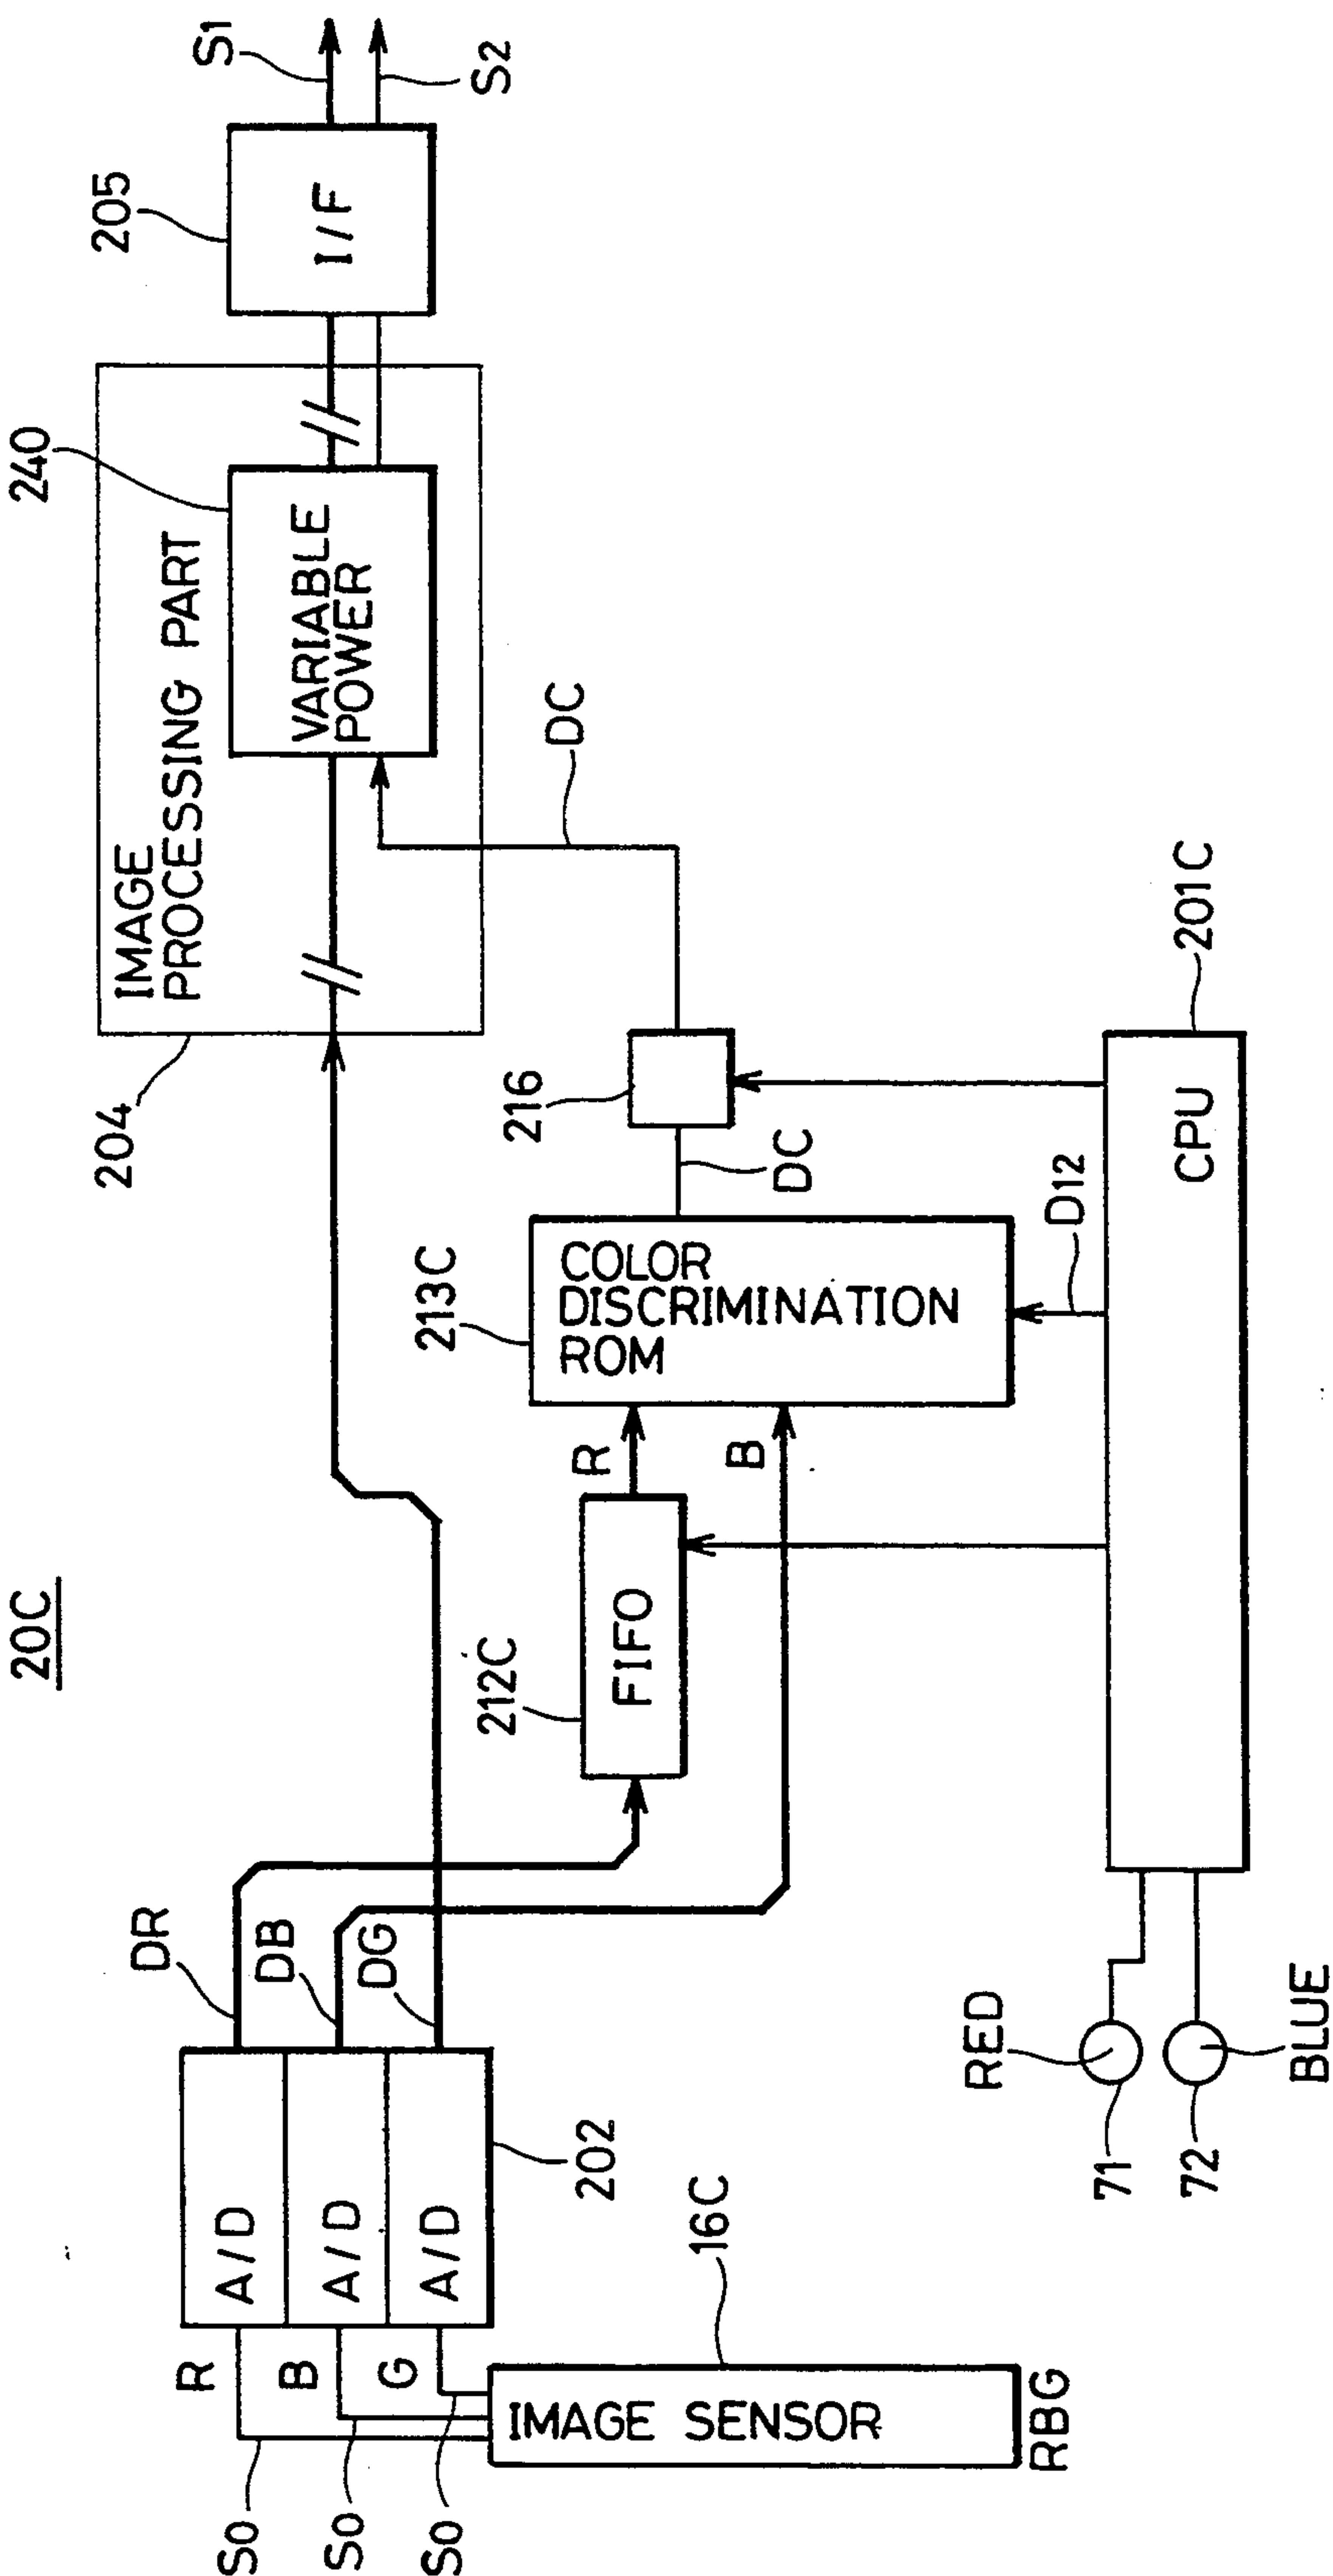 20C
S0
S0
S0
R
B
G
IMAGE SENSOR
RBG
16C
A/D
A/D
A/D
202
DR
DB
DG
212C
FIFO
R
B
213C
COLOR
DISCRIMINATION
ROM
D12
DC
216
DC
204
IMAGE
PROCESSING PART
VARIABLE
POWER
240
205
I/F
S1
S2
RED
71
72
BLUE
CPU
201C